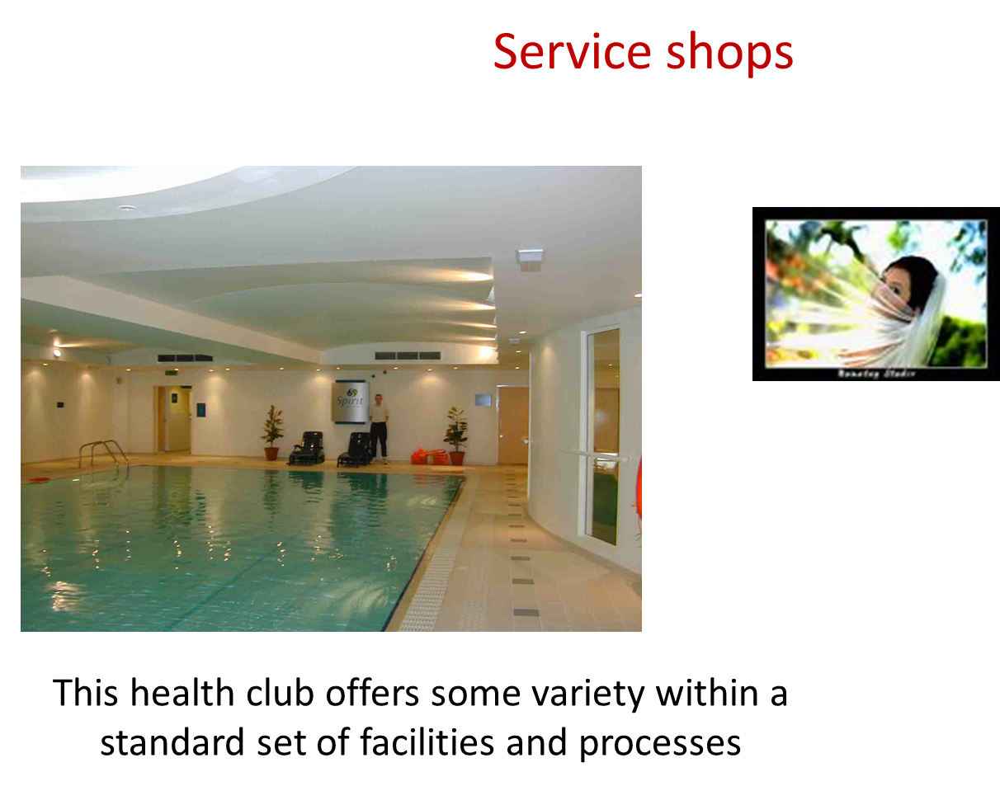 Service shops
Spirit
This health club offers some variety within a
standard set of facilities and processes